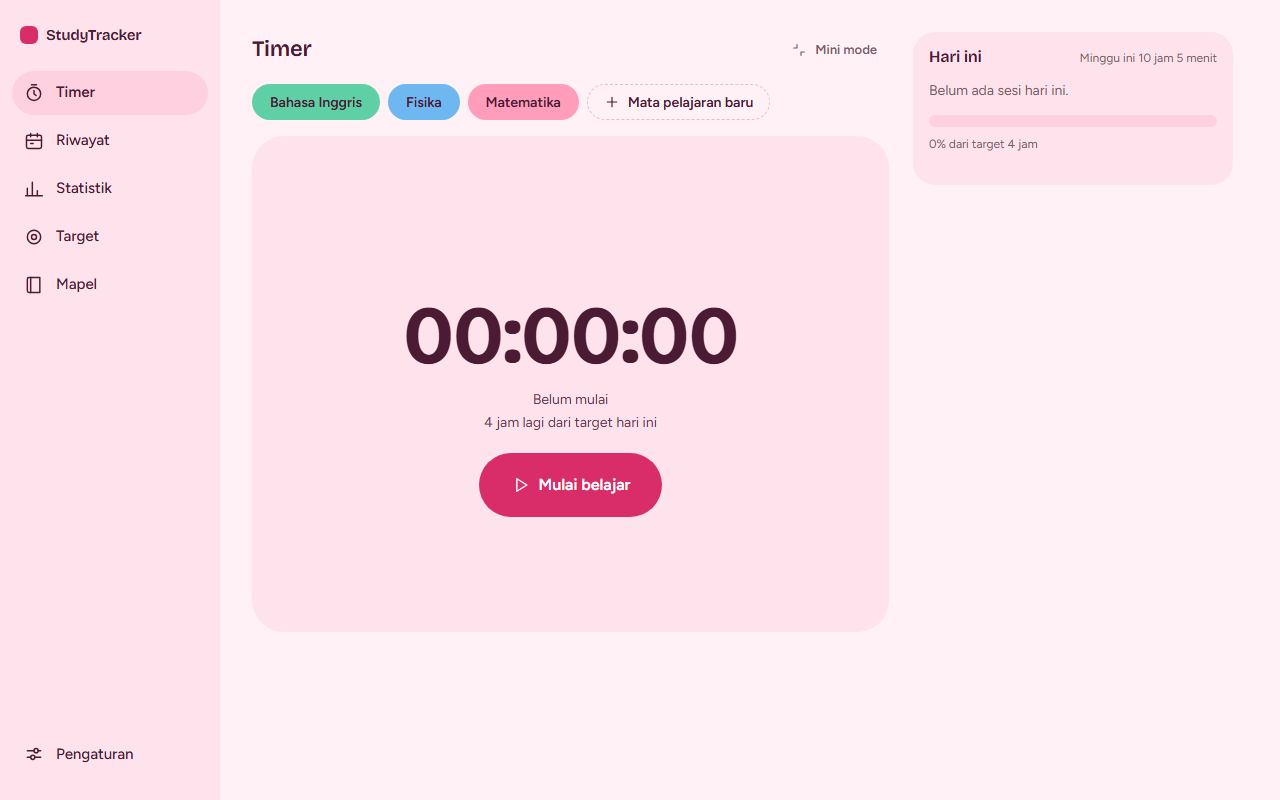 StudyTracker
Timer
Riwayat
Statistik
Target
Mapel
Pengaturan
Timer
Mini mode
Bahasa Inggris
Fisika
Matematika
Mata pelajaran baru
00:00:00
Belum mulai
4 jam lagi dari target hari ini
Mulai belajar
Hari ini
Minggu ini 10 jam 5 menit
Belum ada sesi hari ini.
0% dari target 4 jam